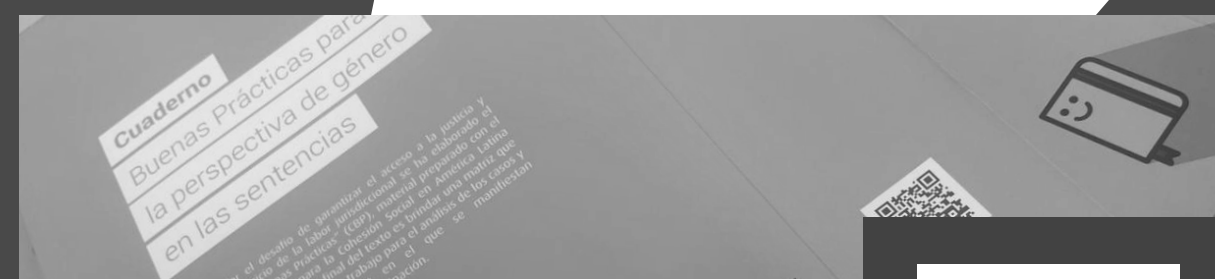 Cuaderno
Buenas Prácticas para
la perspectiva de género
en las sentencias
el desafío de garantizar el acceso a la justicia y
de la labor jurisdiccional se ha elaborado el
Prácticas (CBP), material preparado con el
para la Cohesión Social en América Latina
final del texto es brindar una matriz que
trabajo para el análisis de los casos y
en el que se manifiestan